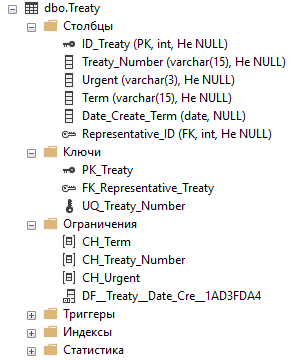 dbo.Treaty
Столбцы
ID_Treaty (PK, int, Не NULL)
Treaty_Number (varchar(15), Не NULL)
Urgent (varchar(3), Не NULL)
Term (varchar(15), Не NULL)
Date_Create_Term (date, NULL)
Representative_ID (FK, int, Не NULL)
Ключи
PK_Treaty
FK_Representative_Treaty
UQ_Treaty_Number
Ограничения
CH_Term
CH_Treaty_Number
CH_Urgent
DF__Treaty__Date_Cre__1AD3FDA4
Триггеры
Индексы
Статистика